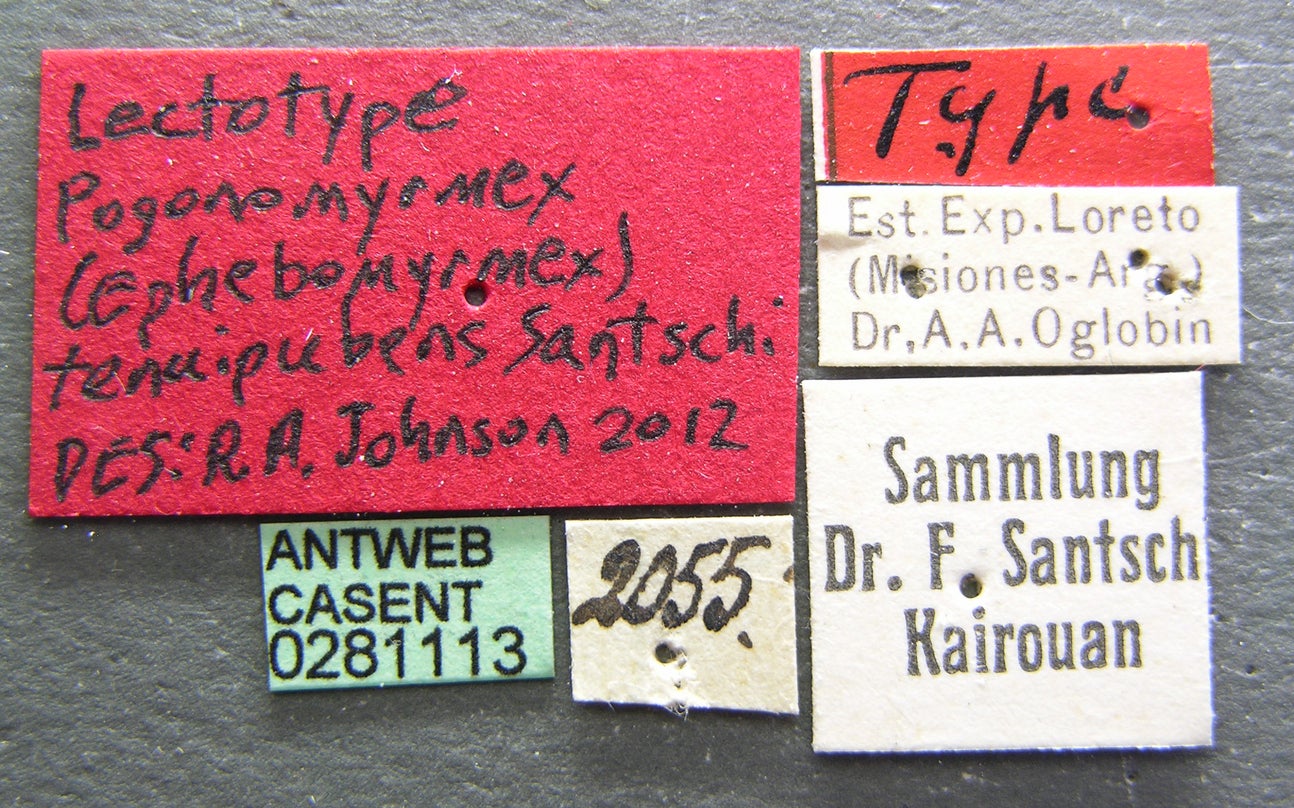 Lectotype
Pogonomyrmex
(Ephebomyrmex)
tenuipubens Santschi
DES: R.A. Johnson 2012
Type
Est. Exp. Loreto
(Misiones-Arg.)
Dr. A. A. Oglobin
Sammlung
Dr. F. Santsch
Kairouan
ANTWEB
CASENT
0281113
2055.